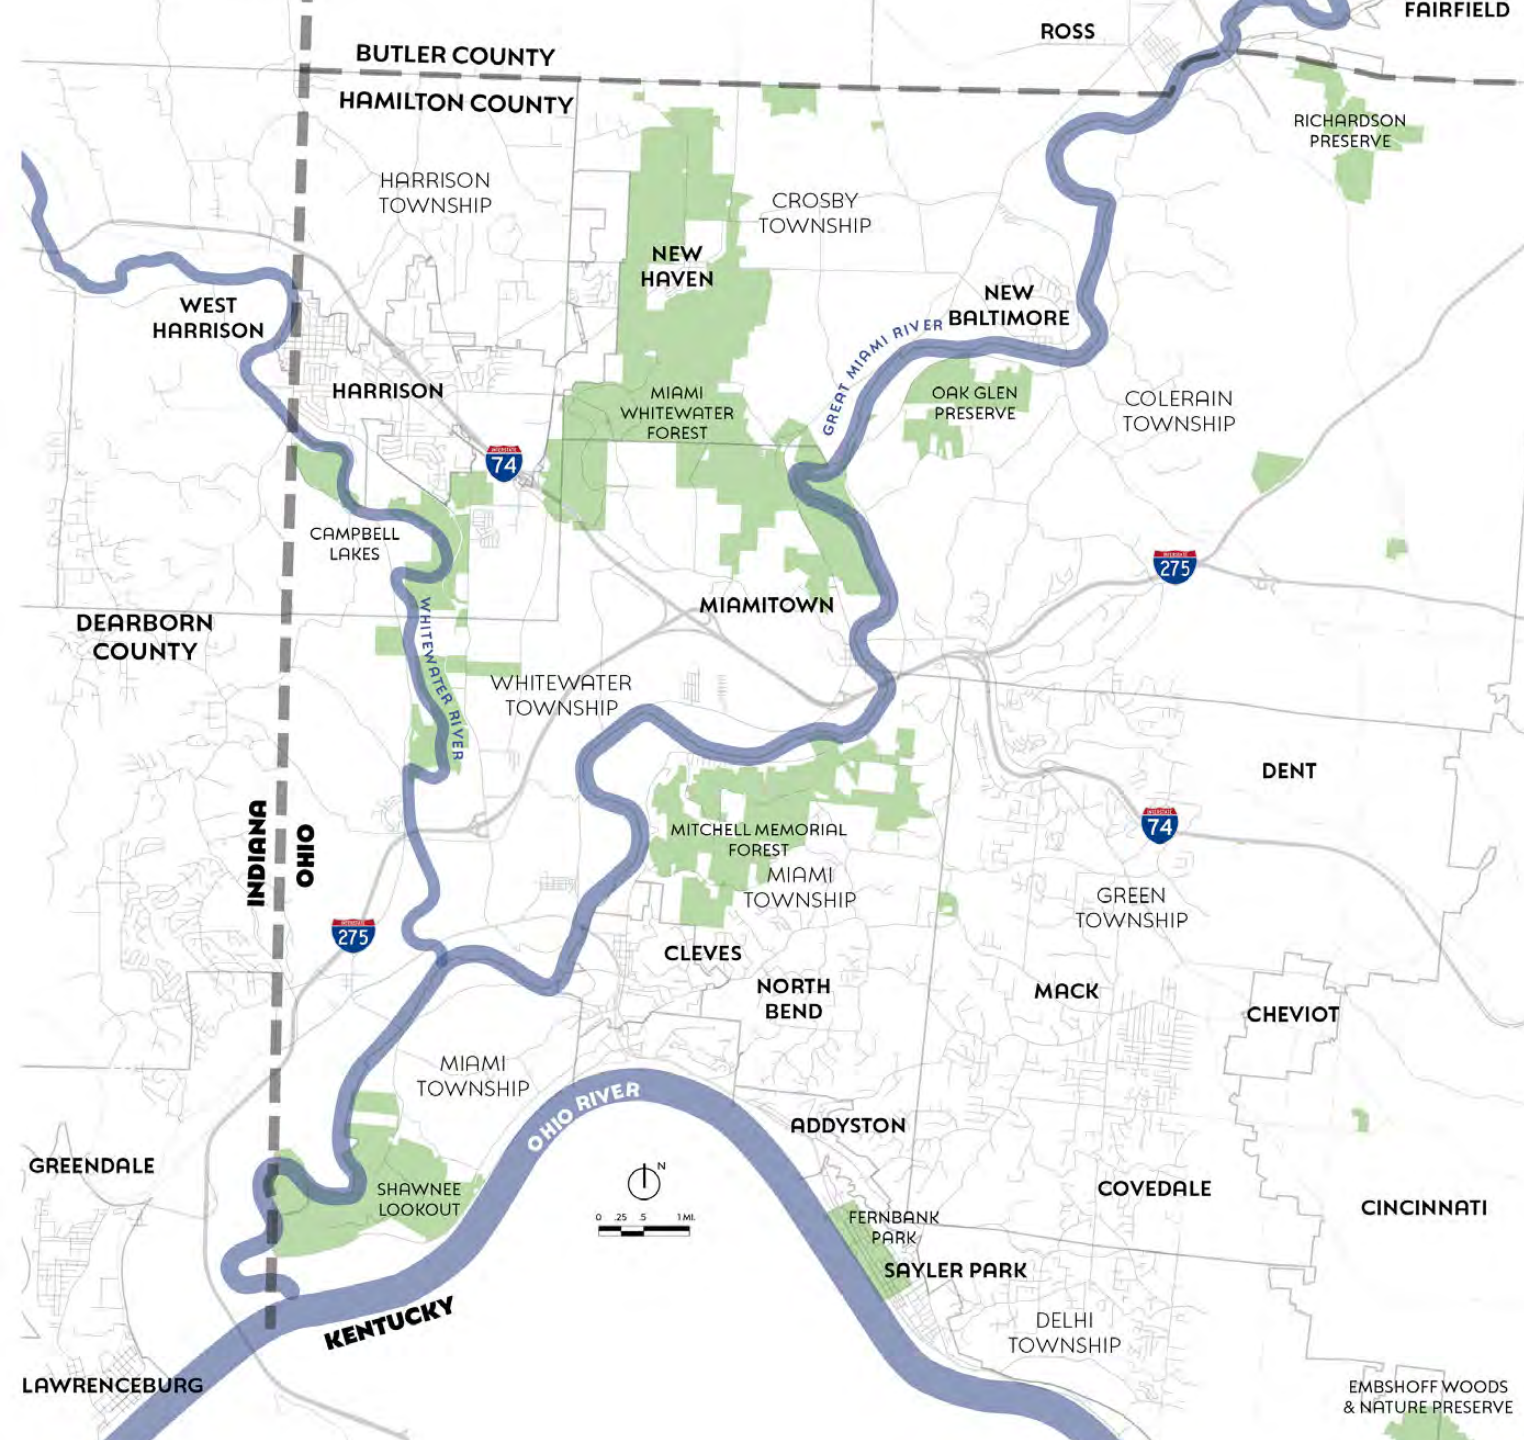 FAIRFIELD
ROSS
BUTLER COUNTY
HAMILTON COUNTY
RICHARDSON
PRESERVE
HARRISON
TOWNSHIP
CROSBY
TOWNSHIP
NEW
HAVEN
NEW
BALTIMORE
WEST
HARRISON
GREAT MIAMI RIVER
HARRISON
MIAMI
WHITEWATER
FOREST
OAK GLEN
PRESERVE
COLERAIN
TOWNSHIP
INTERSTATE
74
CAMPBELL
LAKES
INTERSTATE
275
MIAMITOWN
DEARBORN
COUNTY
WHITEWATER RIVER
WHITEWATER
TOWNSHIP
DENT
INDIANA
OHIO
MITCHELL MEMORIAL
FOREST
INTERSTATE
74
MIAMI
TOWNSHIP
GREEN
TOWNSHIP
INTERSTATE
275
CLEVES
NORTH
BEND
MACK
CHEVIOT
MIAMI
TOWNSHIP
OHIO RIVER
ADDYSTON
GREENDALE
N
SHAWNEE
LOOKOUT
COVEDALE
CINCINNATI
0 .25 .5 1 MI.
FERNBANK
PARK
SAYLER PARK
KENTUCKY
DELHI
TOWNSHIP
LAWRENCEBURG
EMBSHOFF WOODS
& NATURE PRESERVE